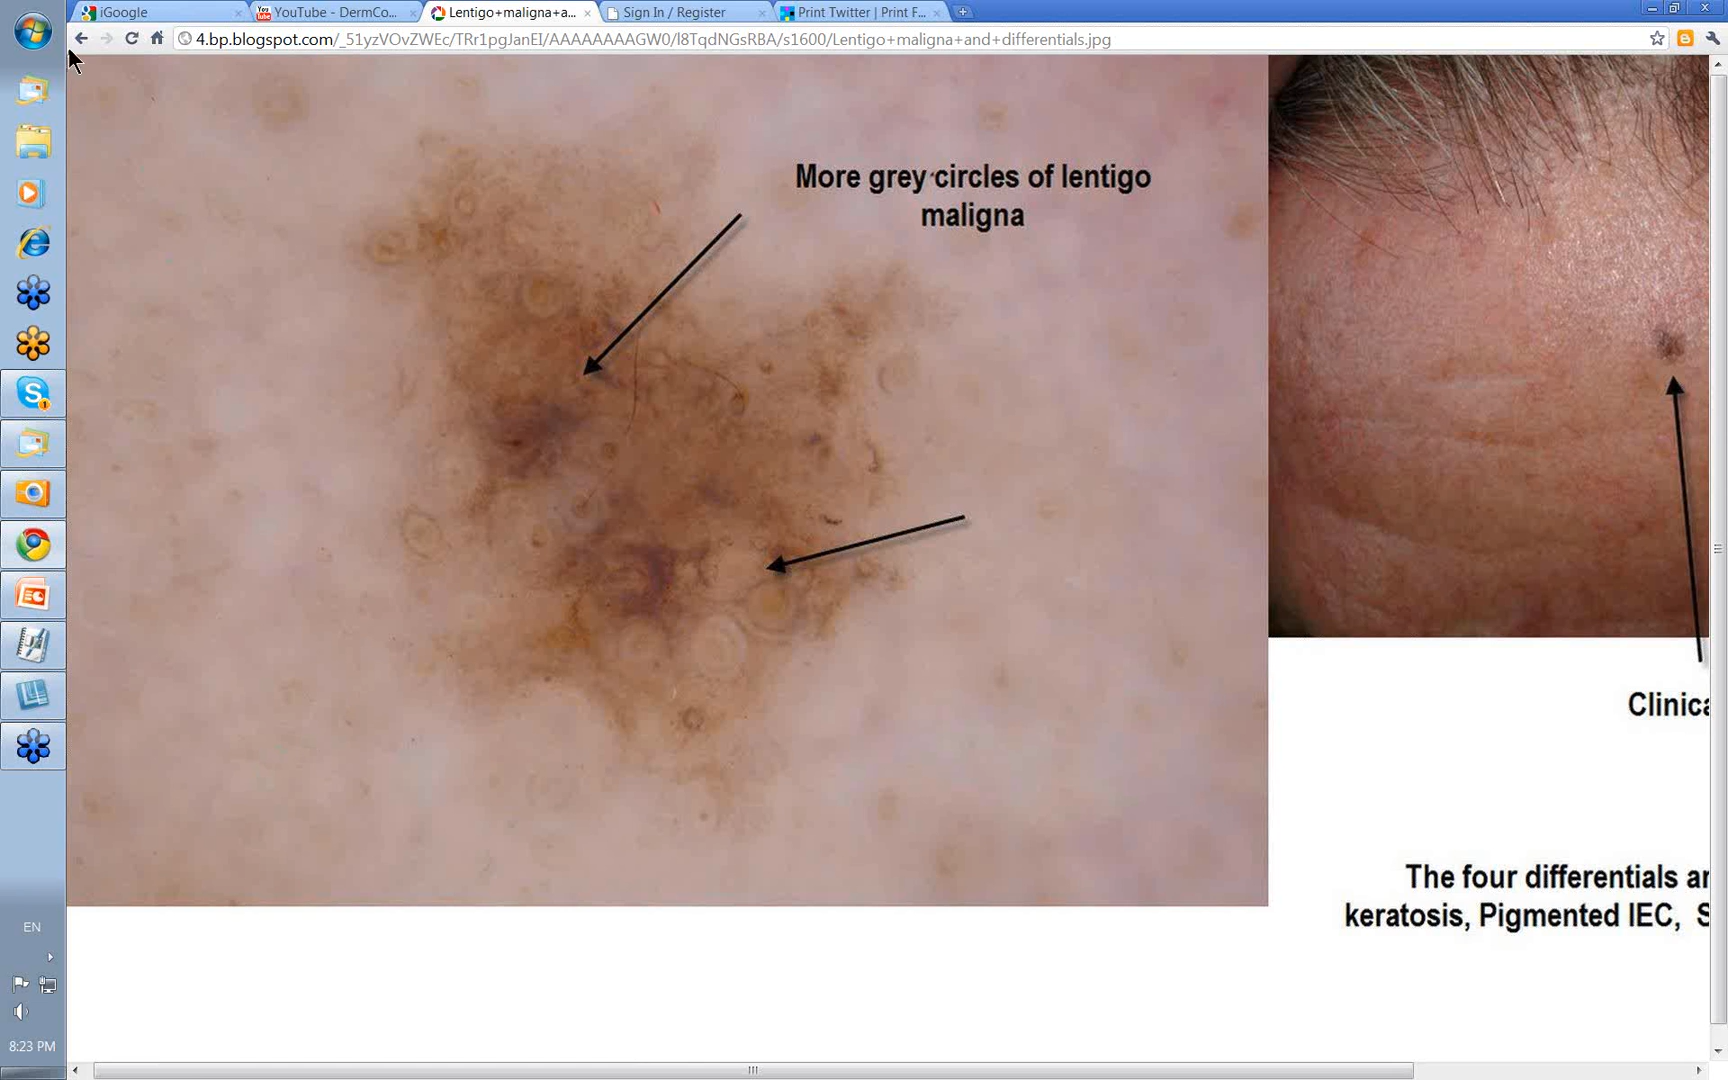 iGoogle
YouTube - DermCo...
Lentigo+maligna+a...
Sign In / Register
Print Twitter | Print F...
4.bp.blogspot.com/_51yzVOvZWEc/TRr1pgJanEI/AAAAAAAAGW0/l8TqdNGsRBA/s1600/Lentigo+maligna+and+differentials.jpg
More grey circles of lentigo
maligna
Clinica
The four differentials ar
keratosis, Pigmented IEC, S
EN
8:23 PM